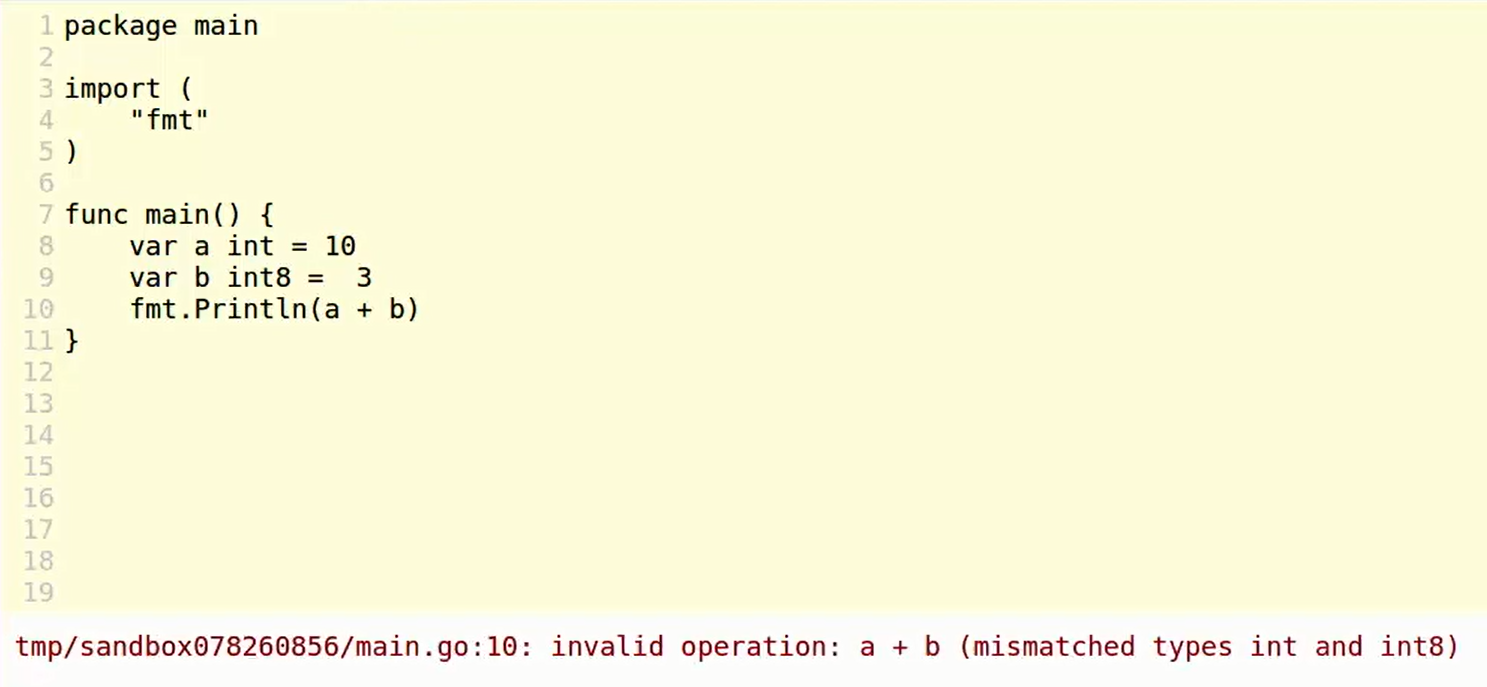 1 package main
2
3 import (
4     "fmt"
5 )
6
7 func main() {
8     var a int = 10
9     var b int8 =  3
10     fmt.Println(a + b)
11 }
12
13
14
15
16
17
18
19
tmp/sandbox078260856/main.go:10: invalid operation: a + b (mismatched types int and int8)